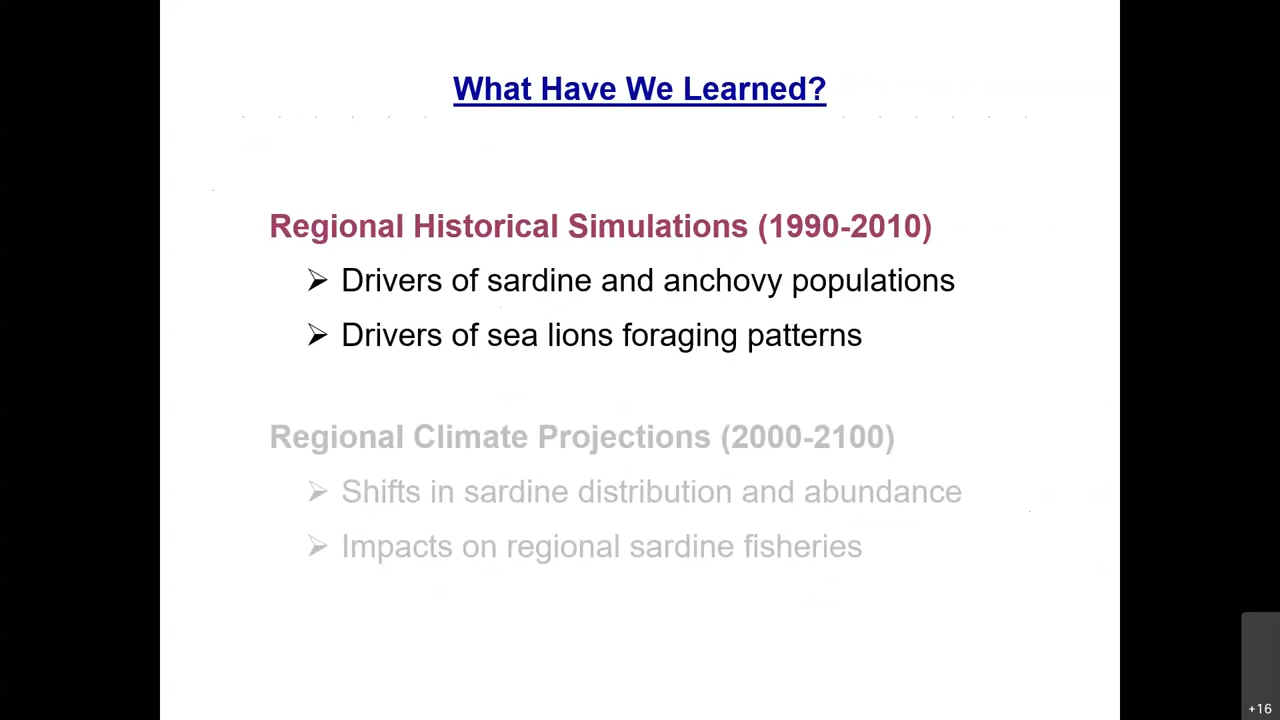 What Have We Learned?
Regional Historical Simulations (1990-2010)
➢ Drivers of sardine and anchovy populations
➢ Drivers of sea lions foraging patterns
Regional Climate Projections (2000-2100)
➢ Shifts in sardine distribution and abundance
➢ Impacts on regional sardine fisheries
+16